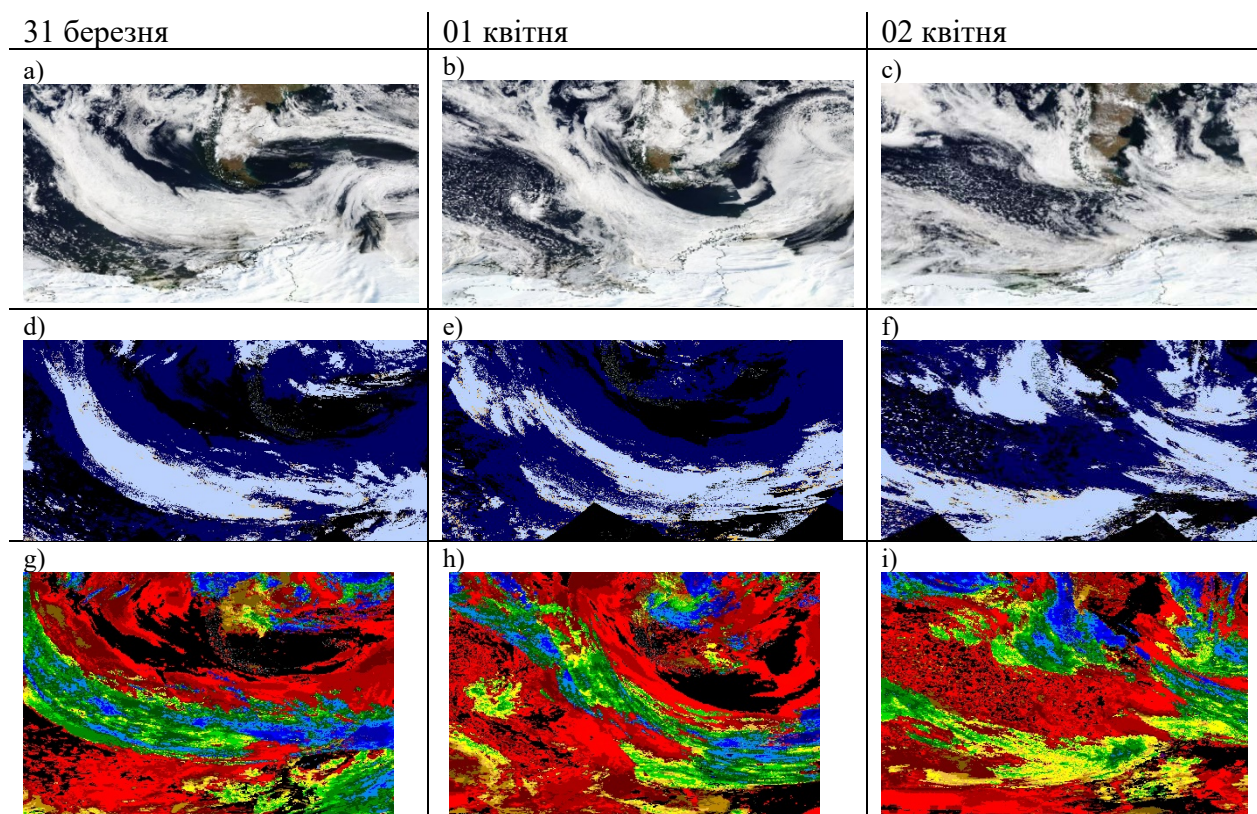 31 березня
01 квітня
02 квітня
a)
b)
c)
d)
e)
f)
g)
h)
i)